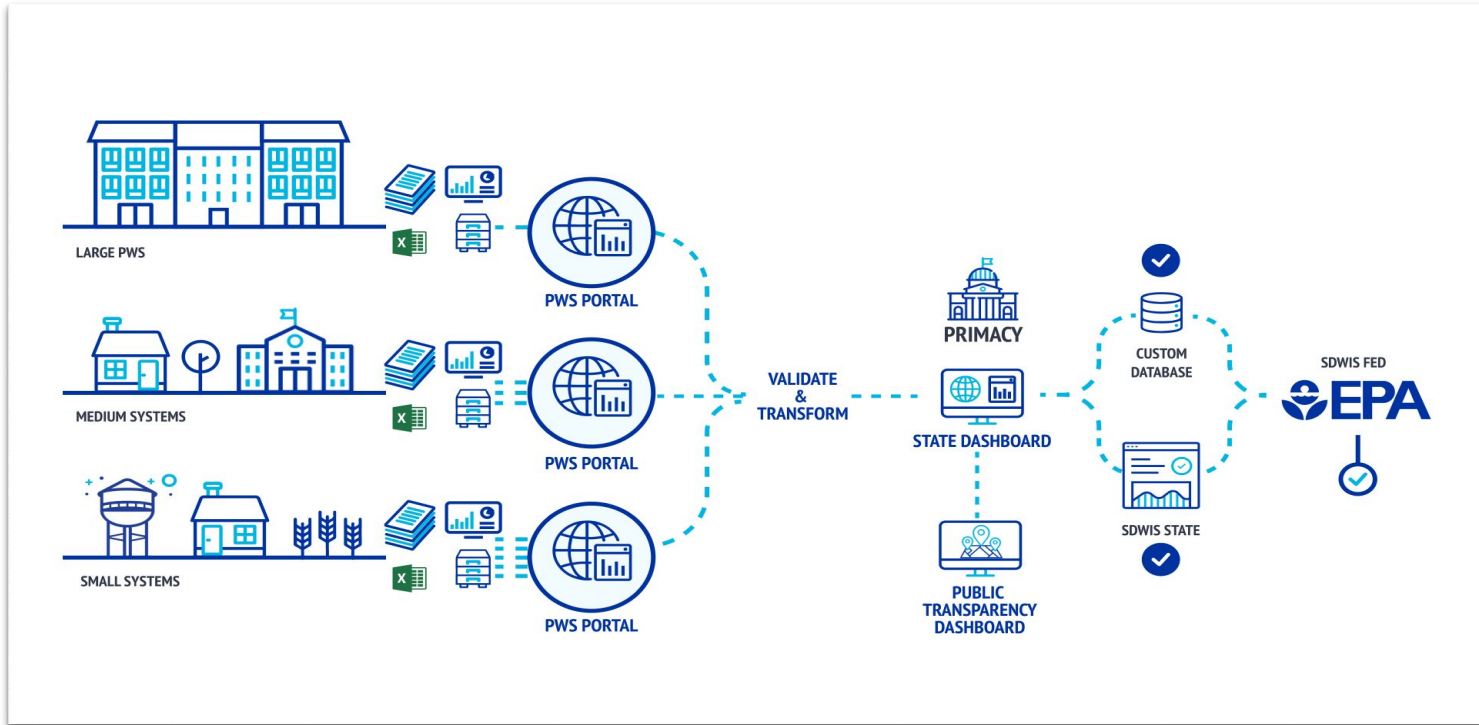 LARGE PWS
X
PWS PORTAL
MEDIUM SYSTEMS
X
PWS PORTAL
SMALL SYSTEMS
X
PWS PORTAL
VALIDATE
&
TRANSFORM
PRIMACY
STATE DASHBOARD
PUBLIC
TRANSPARENCY
DASHBOARD
CUSTOM
DATABASE
SDWIS STATE
SDWIS FED
EPA